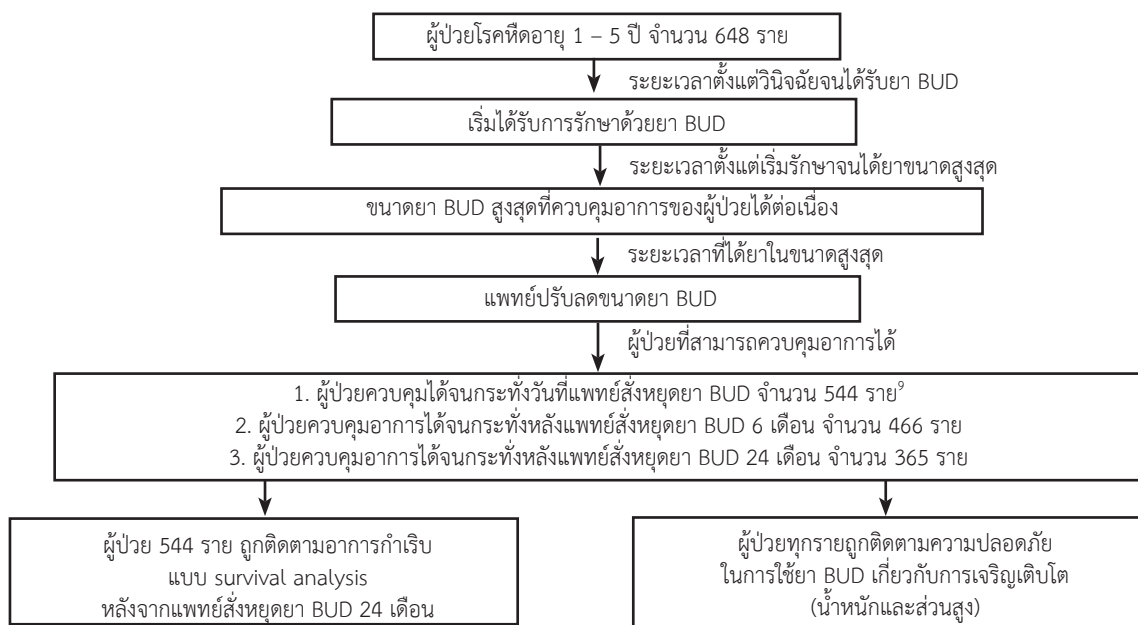 ผู้ป่วยโรคหืดอายุ 1 – 5 ปี จำนวน 648 ราย
ระยะเวลาตั้งแต่วินิจฉัยจนได้รับยา BUD
เริ่มได้รับการรักษาด้วยยา BUD
ระยะเวลาตั้งแต่เริ่มรักษาจนได้ยาขนาดสูงสุด
ขนาดยา BUD สูงสุดที่ควบคุมอาการของผู้ป่วยได้ต่อเนื่อง
ระยะเวลาที่ได้ยาในขนาดสูงสุด
แพทย์ปรับลดขนาดยา BUD
ผู้ป่วยที่สามารถควบคุมอาการได้
1. ผู้ป่วยควบคุมได้จนกระทั่งวันที่แพทย์สั่งหยุดยา BUD จำนวน 544 ราย⁹
2. ผู้ป่วยควบคุมอาการได้จนกระทั่งหลังแพทย์สั่งหยุดยา BUD 6 เดือน จำนวน 466 ราย
3. ผู้ป่วยควบคุมอาการได้จนกระทั่งหลังแพทย์สั่งหยุดยา BUD 24 เดือน จำนวน 365 ราย
ผู้ป่วย 544 ราย ถูกติดตามอาการกำเริบ
แบบ survival analysis
หลังจากแพทย์สั่งหยุดยา BUD 24 เดือน
ผู้ป่วยทุกรายถูกติดตามความปลอดภัย
ในการใช้ยา BUD เกี่ยวกับการเจริญเติบโต
(น้ำหนักและส่วนสูง)